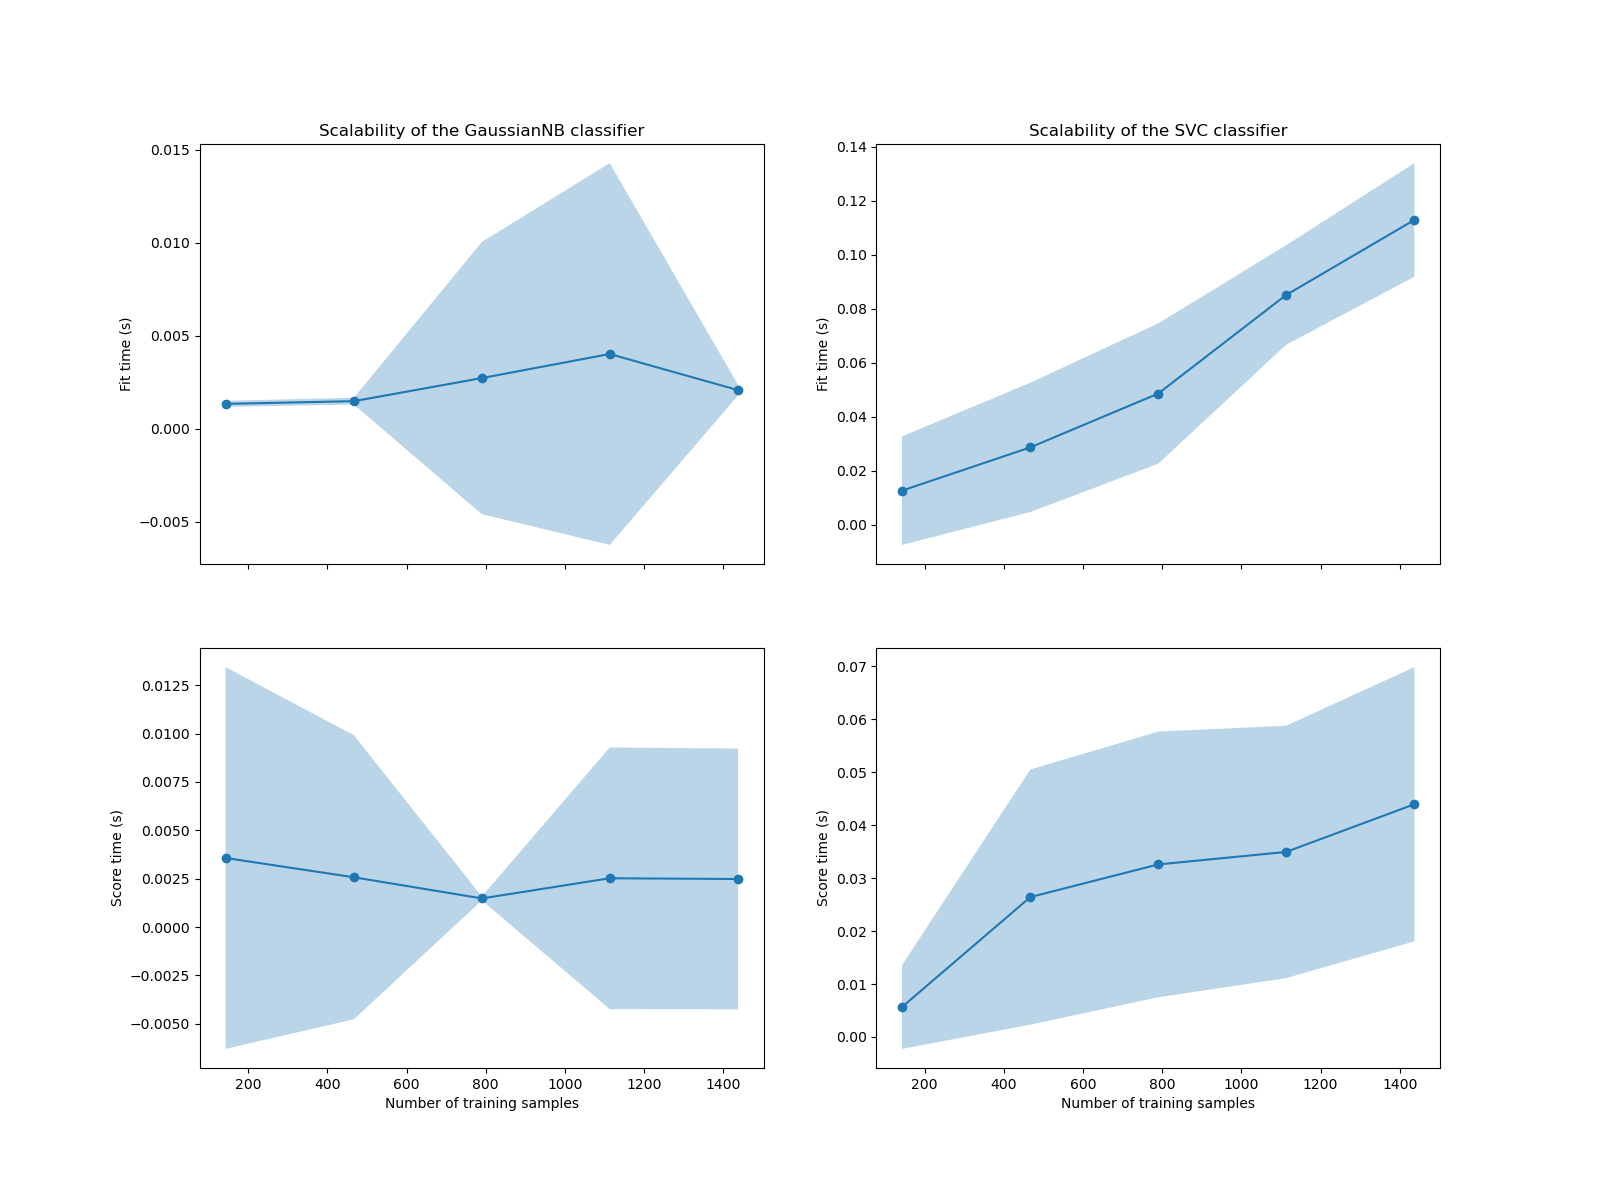 Scalability of the GaussianNB classifier
0.015
0.010
0.005
0.000
−0.005
Fit time (s)
Scalability of the SVC classifier
0.14
0.12
0.10
0.08
0.06
0.04
0.02
0.00
Fit time (s)
0.0125
0.0100
0.0075
0.0050
0.0025
0.0000
−0.0025
−0.0050
Score time (s)
200 400 600 800 1000 1200 1400
Number of training samples
0.07
0.06
0.05
0.04
0.03
0.02
0.01
0.00
Score time (s)
200 400 600 800 1000 1200 1400
Number of training samples